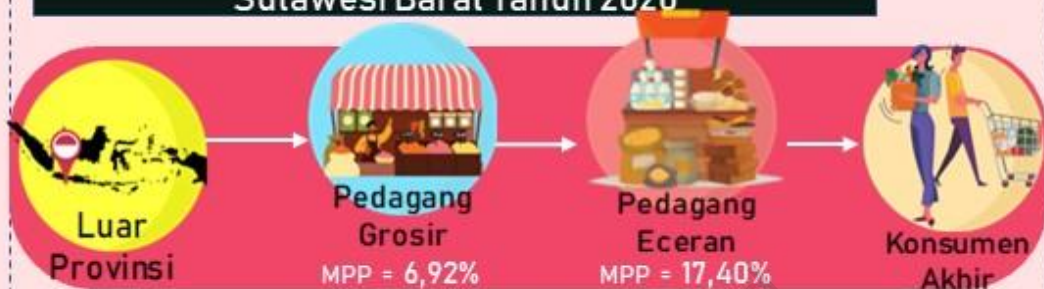 Sulawesi Barat Tahun 2020
Luar
Provinsi
Pedagang
Grosir
MPP = 6,92%
Pedagang
Eceran
MPP = 17,40%
Konsumen
Akhir